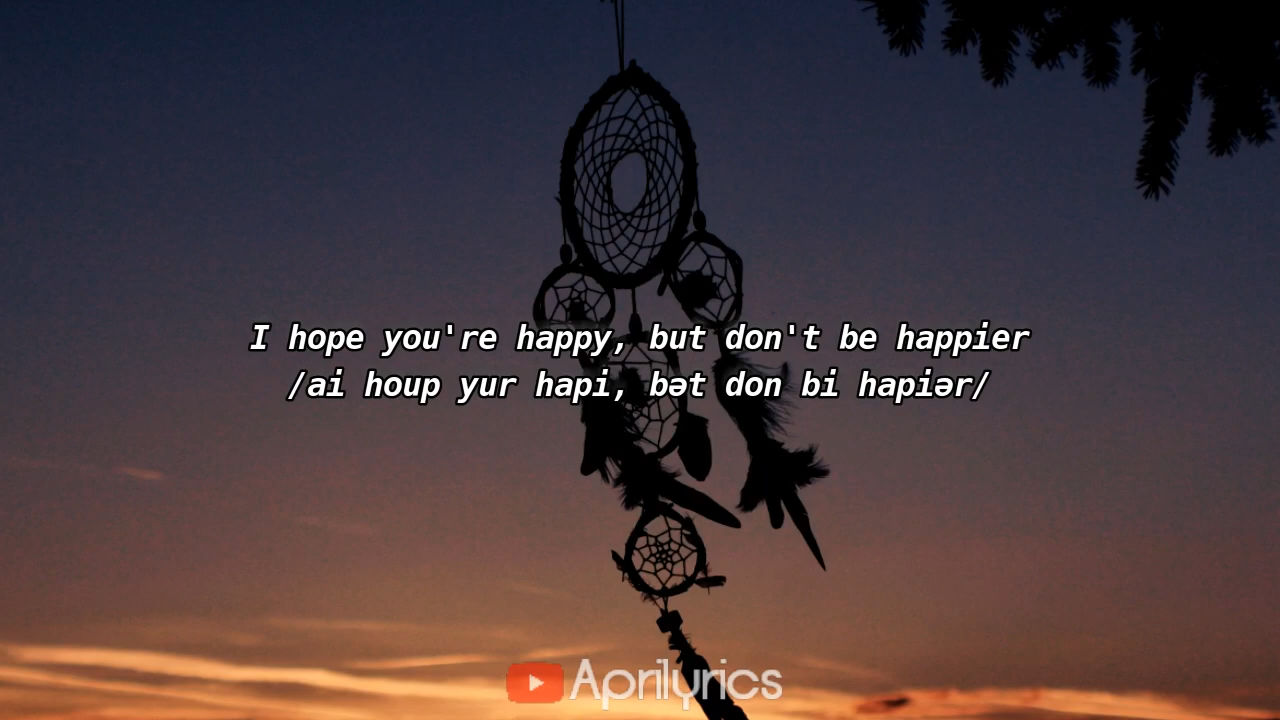 I hope you're happy, but don't be happier
/ai houp yur hapi, bət don bi hapiər/
Aprilyrics